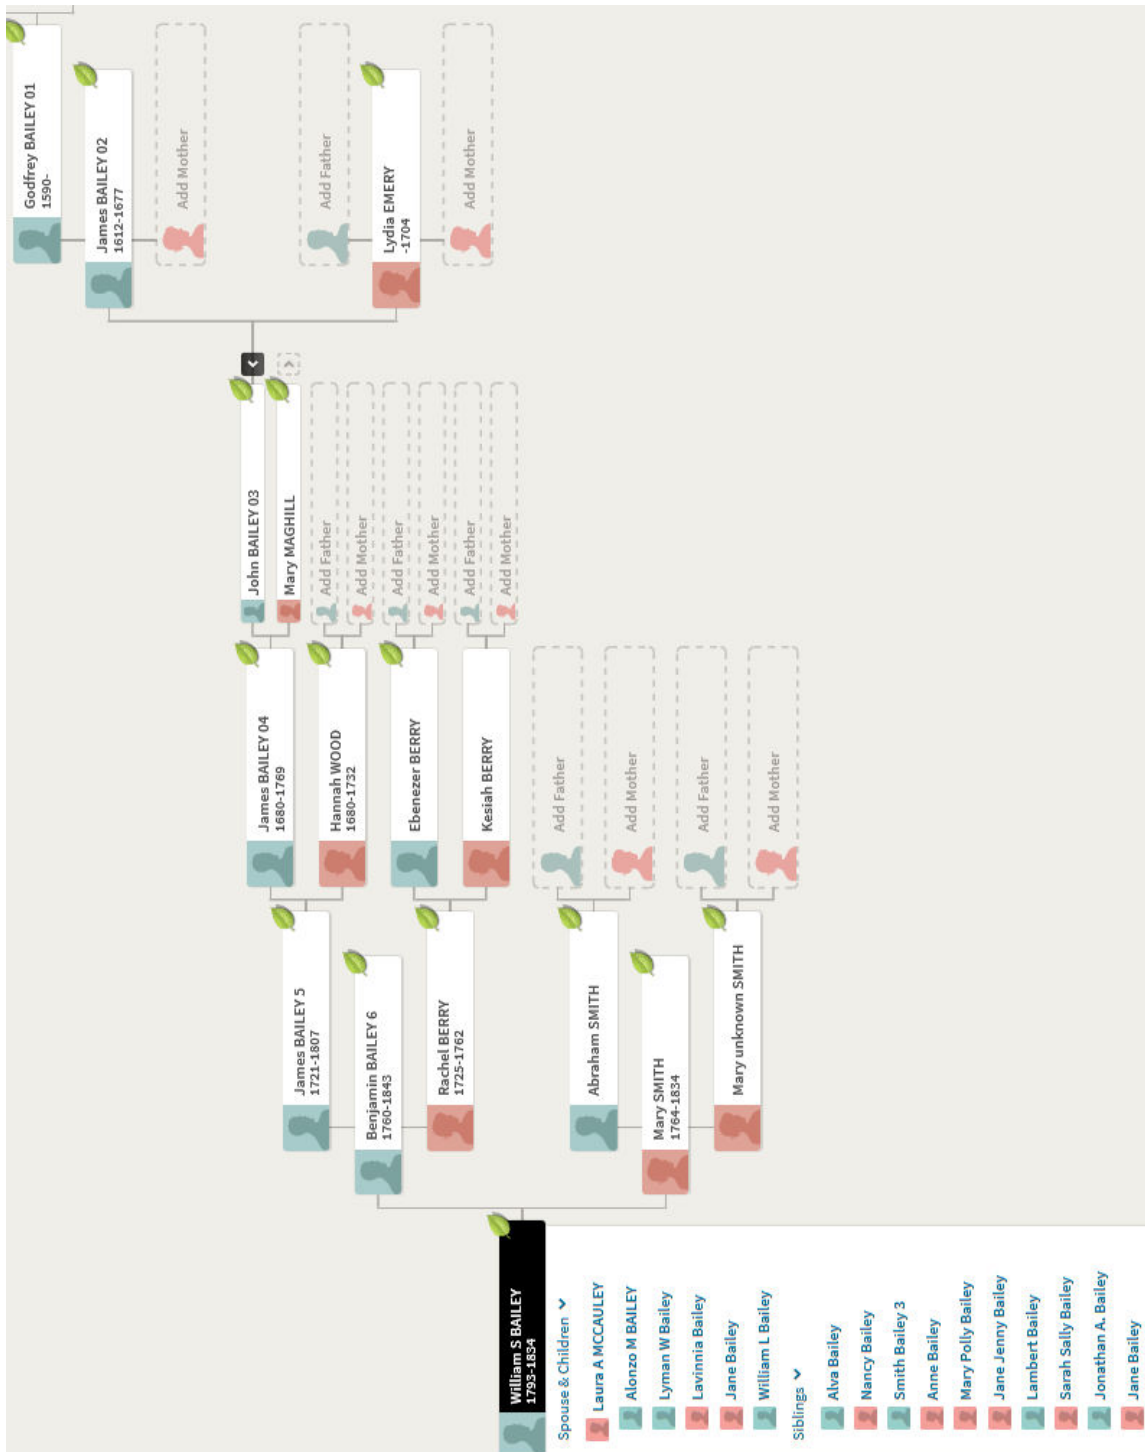 William S BAILEY
1793-1834
Spouse & Children
Laura A MCCAULEY
Alonzo M BAILEY
Lyman W Bailey
Lavinnia Bailey
Jane Bailey
William L Bailey
Siblings
Alva Bailey
Nancy Bailey
Smith Bailey 3
Anne Bailey
Mary Polly Bailey
Jane Jenny Bailey
Lambert Bailey
Sarah Sally Bailey
Jonathan A. Bailey
Jane Bailey
James BAILEY 5
1721-1807
Benjamin BAILEY 6
1760-1843
Rachel BERRY
1725-1762
Abraham SMITH
Mary SMITH
1764-1834
Mary unknown SMITH
James BAILEY 04
1680-1769
Hannah WOOD
1680-1732
Ebenezer BERRY
Kesiah BERRY
Add Father
Add Mother
Add Father
Add Mother
John BAILEY 03
Mary MAGHILL
Add Father
Add Mother
Add Father
Add Mother
Add Father
Add Mother
Godfrey BAILEY 01
1590-
James BAILEY 02
1612-1677
Add Mother
Add Father
Lydia EMERY
-1704
Add Mother